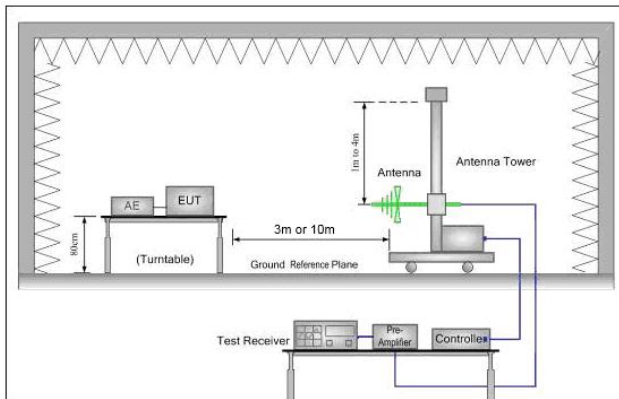 1m to 4m
Antenna
Antenna Tower
AE
EUT
80cm
(Turntable)
3m or 10m
Ground Reference Plane
Test Receiver
Pre-
Amplifier
Controller